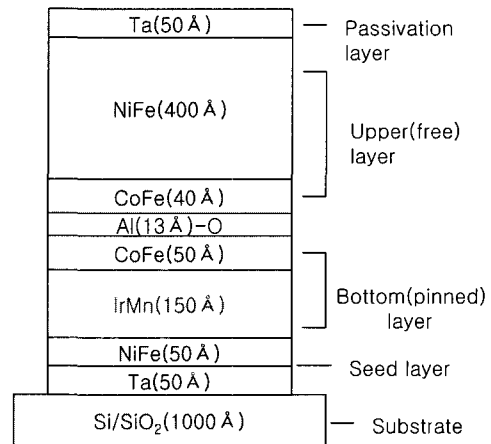 Ta(50 Å)
Passivation
layer
NiFe(400 Å)
Upper(free)
layer
CoFe(40 Å)
Al(13 Å)-O
CoFe(50 Å)
IrMn(150 Å)
Bottom(pinned)
layer
NiFe(50 Å)
Seed layer
Ta(50 Å)
Si/SiO₂(1000 Å)
Substrate